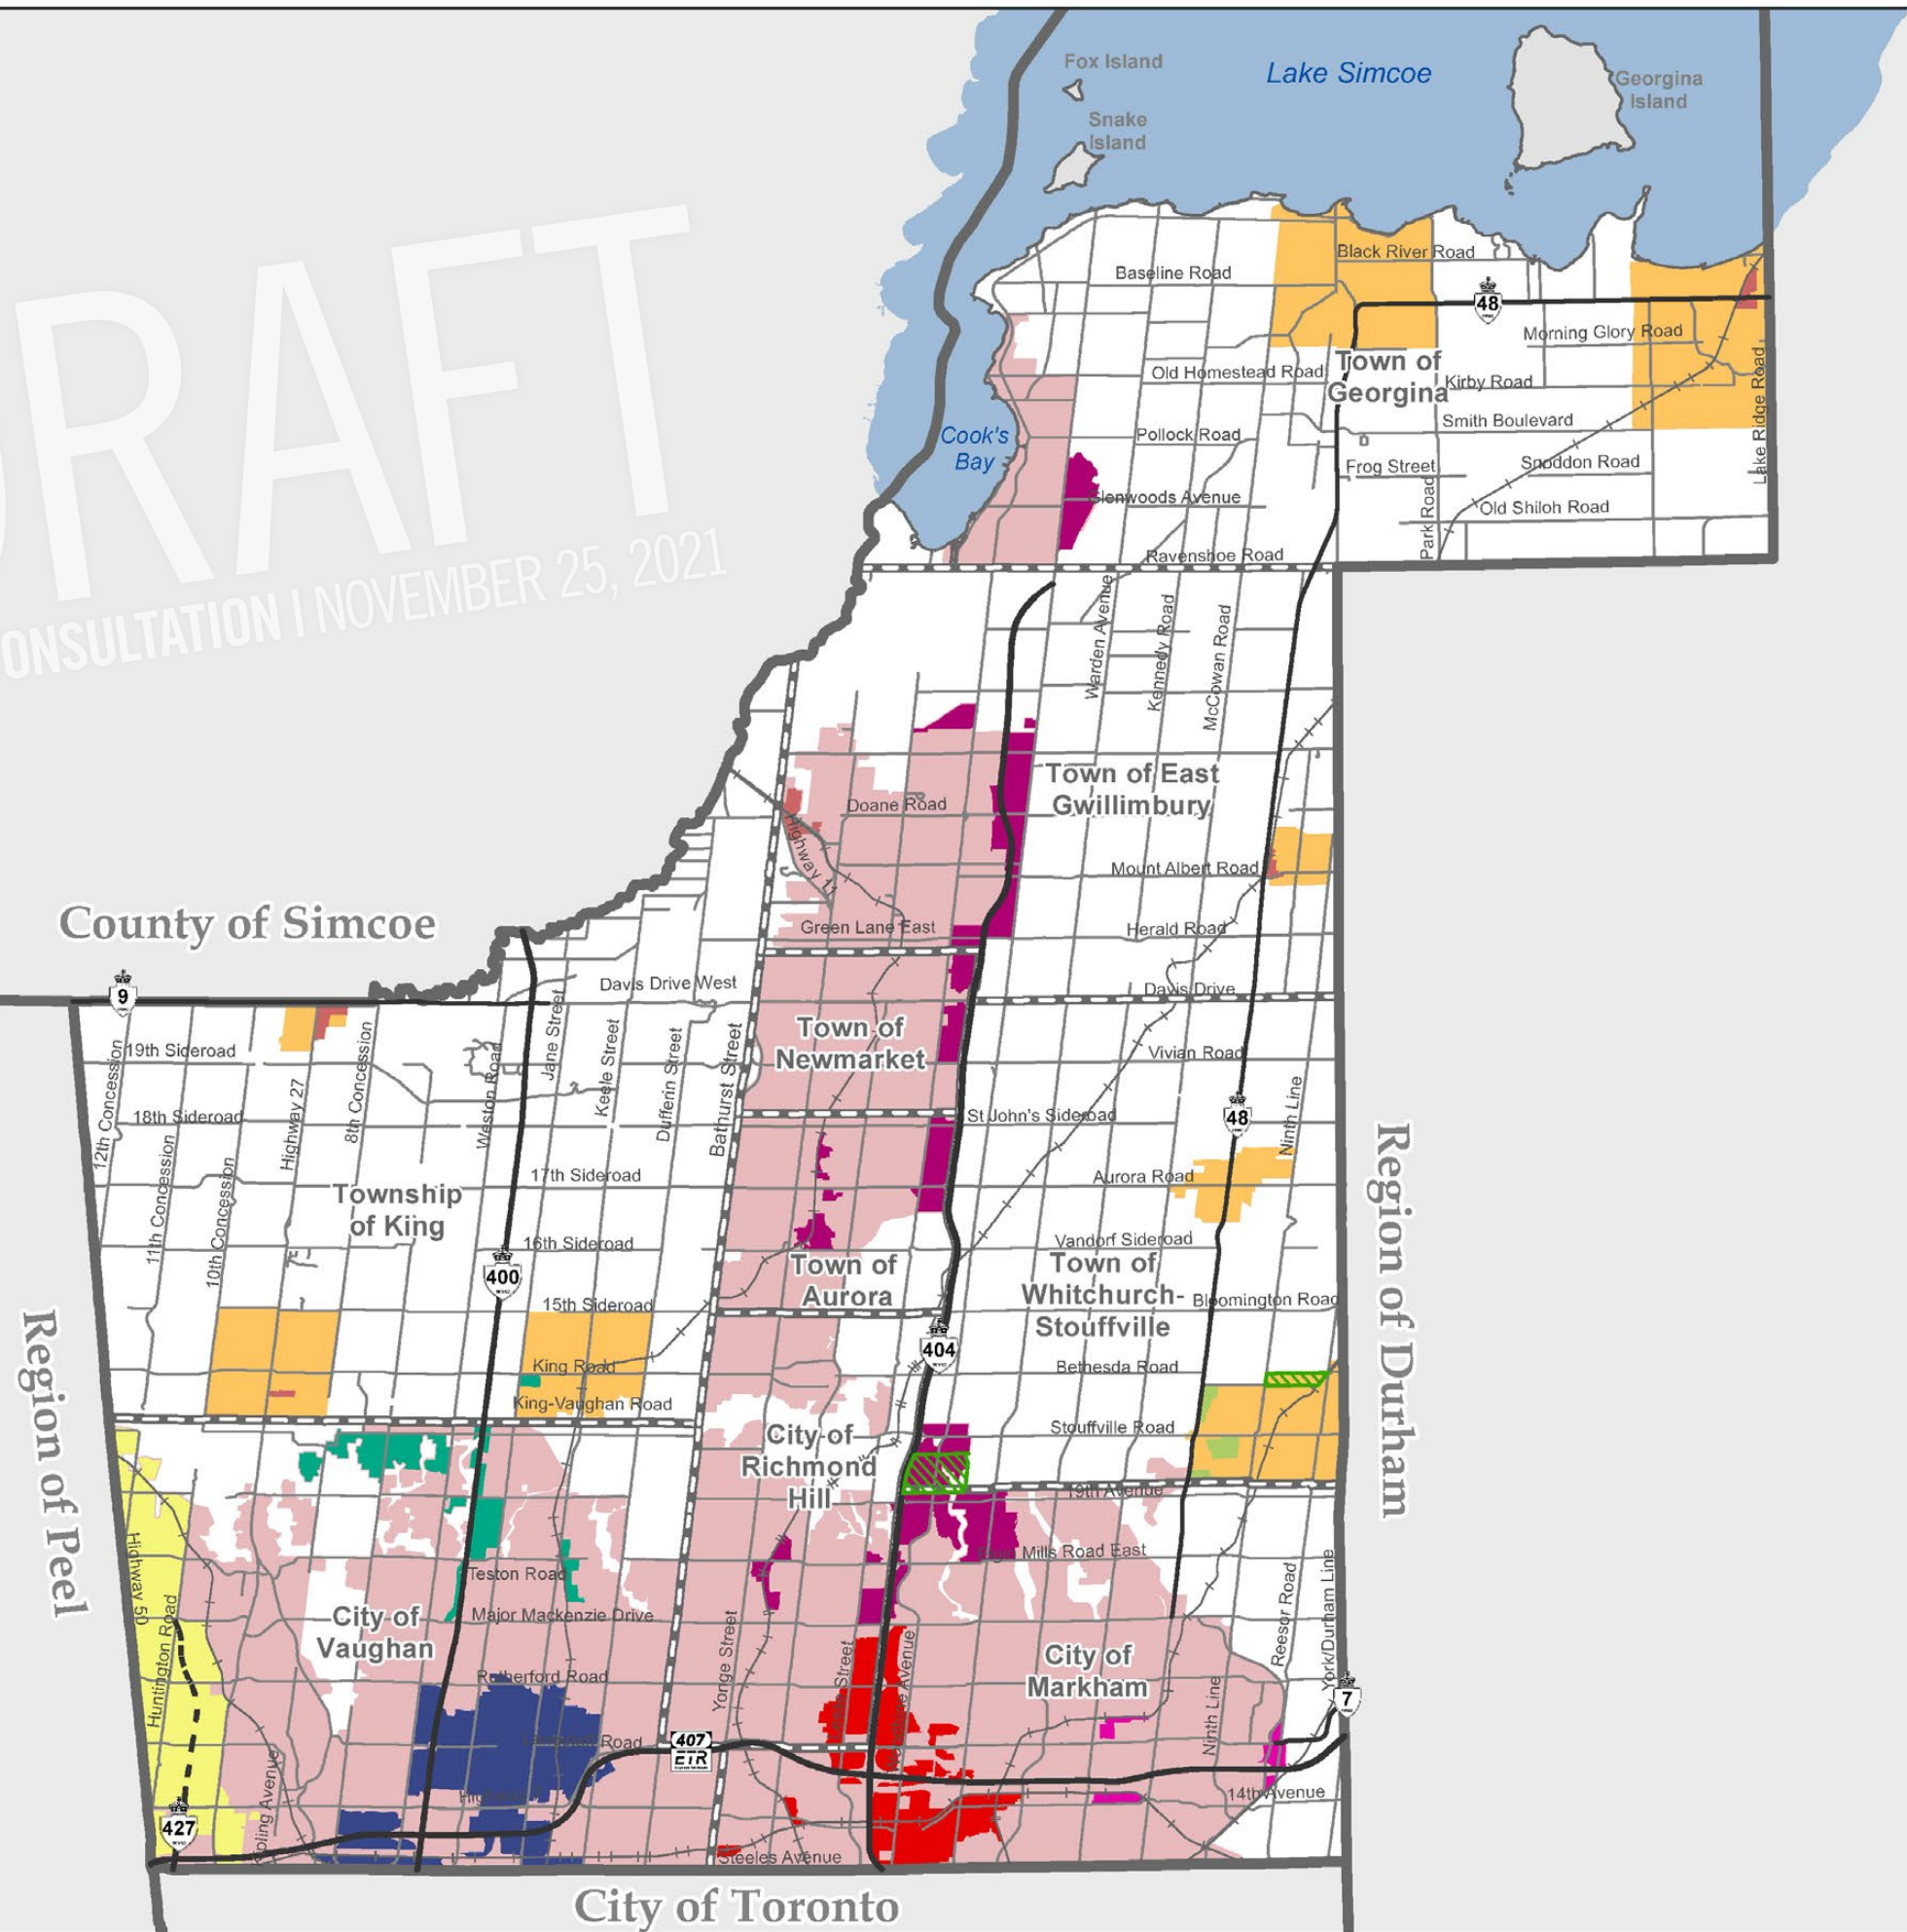 Fox Island
Lake Simcoe
Georgina
Island
Snake
Island
DRAFT
ONSULTATION | NOVEMBER 25, 2021
Black River Road
Baseline Road
48
Morning Glory Road
Town of
Georgina
Old Homestead Road
Kirby Road
Smith Boulevard
Lake Ridge Road
Cook's
Bay
Pollock Road
Frog Street
Snoddon Road
Glenwoods Avenue
Park Road
Old Shiloh Road
Ravenshoe Road
Warden Avenue
Kennedy Road
McCowan Road
Town of East
Gwillimbury
Doane Road
Highway 11
Mount Albert Road
County of Simcoe
Green Lane East
Herald Road
9
Davis Drive West
Davis Drive
Town of
Newmarket
19th Sideroad
Vivian Road
12th Concession
18th Sideroad
Highway 27
8th Concession
Weston Road
Jane Street
Keele Street
Dufferin Street
Bathurst Street
St John's Sideroad
48
Ninth Line
11th Concession
10th Concession
17th Sideroad
Aurora Road
Township
of King
Region of Durham
16th Sideroad
Vandorf Sideroad
400
Town of
Aurora
Town of
Whitchurch-
Stouffville
15th Sideroad
Bloomington Road
Region of Peel
404
King Road
Bethesda Road
King-Vaughan Road
Stouffville Road
City of
Richmond
Hill
19th Avenue
Highway 50
Mills Road East
Teston Road
Huntington Road
City of
Vaughan
Major Mackenzie Drive
Yonge Street
Street
Avenue
City of
Markham
Reesor Road
York/Durham Line
Rutherford Road
Ninth Line
7
407
ETR
Road
427
14th Avenue
Steeles Avenue
City of Toronto